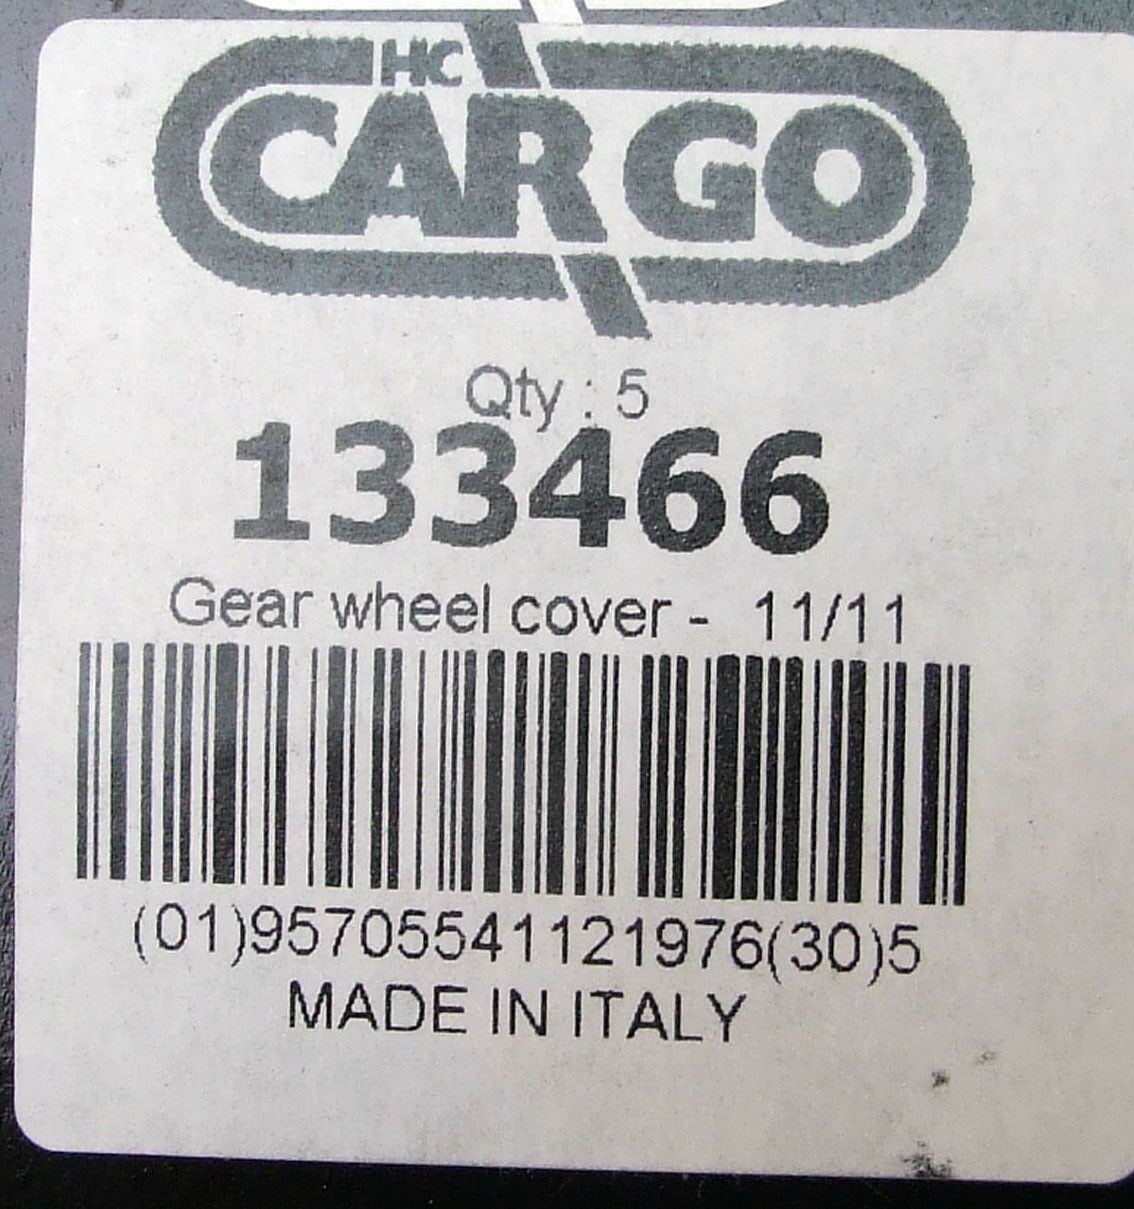 HC
CARGO
Qty : 5
133466
Gear wheel cover - 11/11
(01)95705541121976(30)5
MADE IN ITALY